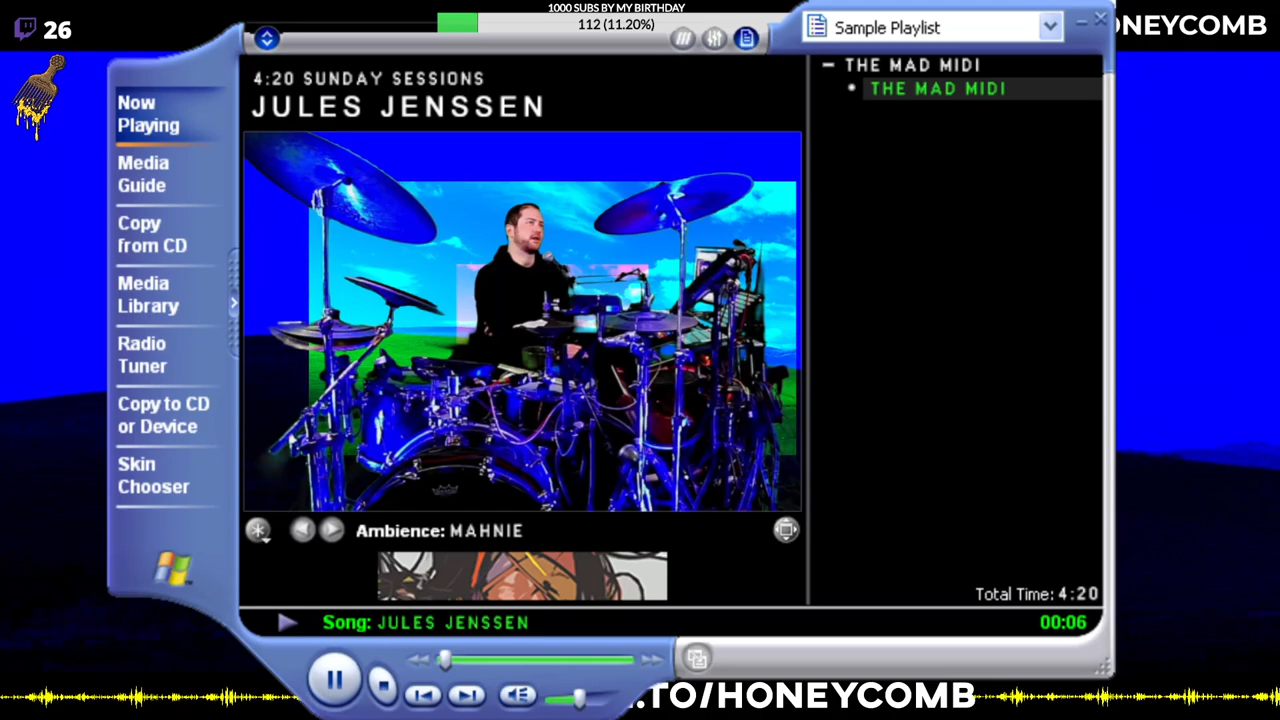 26
1000 SUBS BY MY BIRTHDAY
112 (11.20%)
Sample Playlist
ONEYCOMB
4:20 SUNDAY SESSIONS
JULES JENSSEN
THE MAD MIDI
THE MAD MIDI
Now
Playing
Media
Guide
Copy
from CD
Media
Library
Radio
Tuner
Copy to CD
or Device
Skin
Chooser
Ambience: MAHNIE
Total Time: 4:20
Song: JULES JENSSEN
00:06
.TO/HONEYCOMB